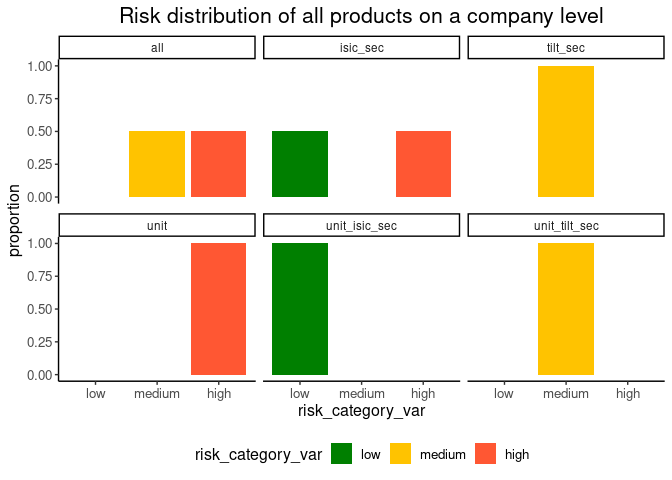 Risk distribution of all products on a company level
all isic_sec tilt_sec
1.00
0.75
0.50
0.25
0.00
unit unit_isic_sec unit_tilt_sec
1.00
0.75
0.50
0.25
0.00
proportion
low medium high low medium high low medium high
risk_category_var
risk_category_var low medium high